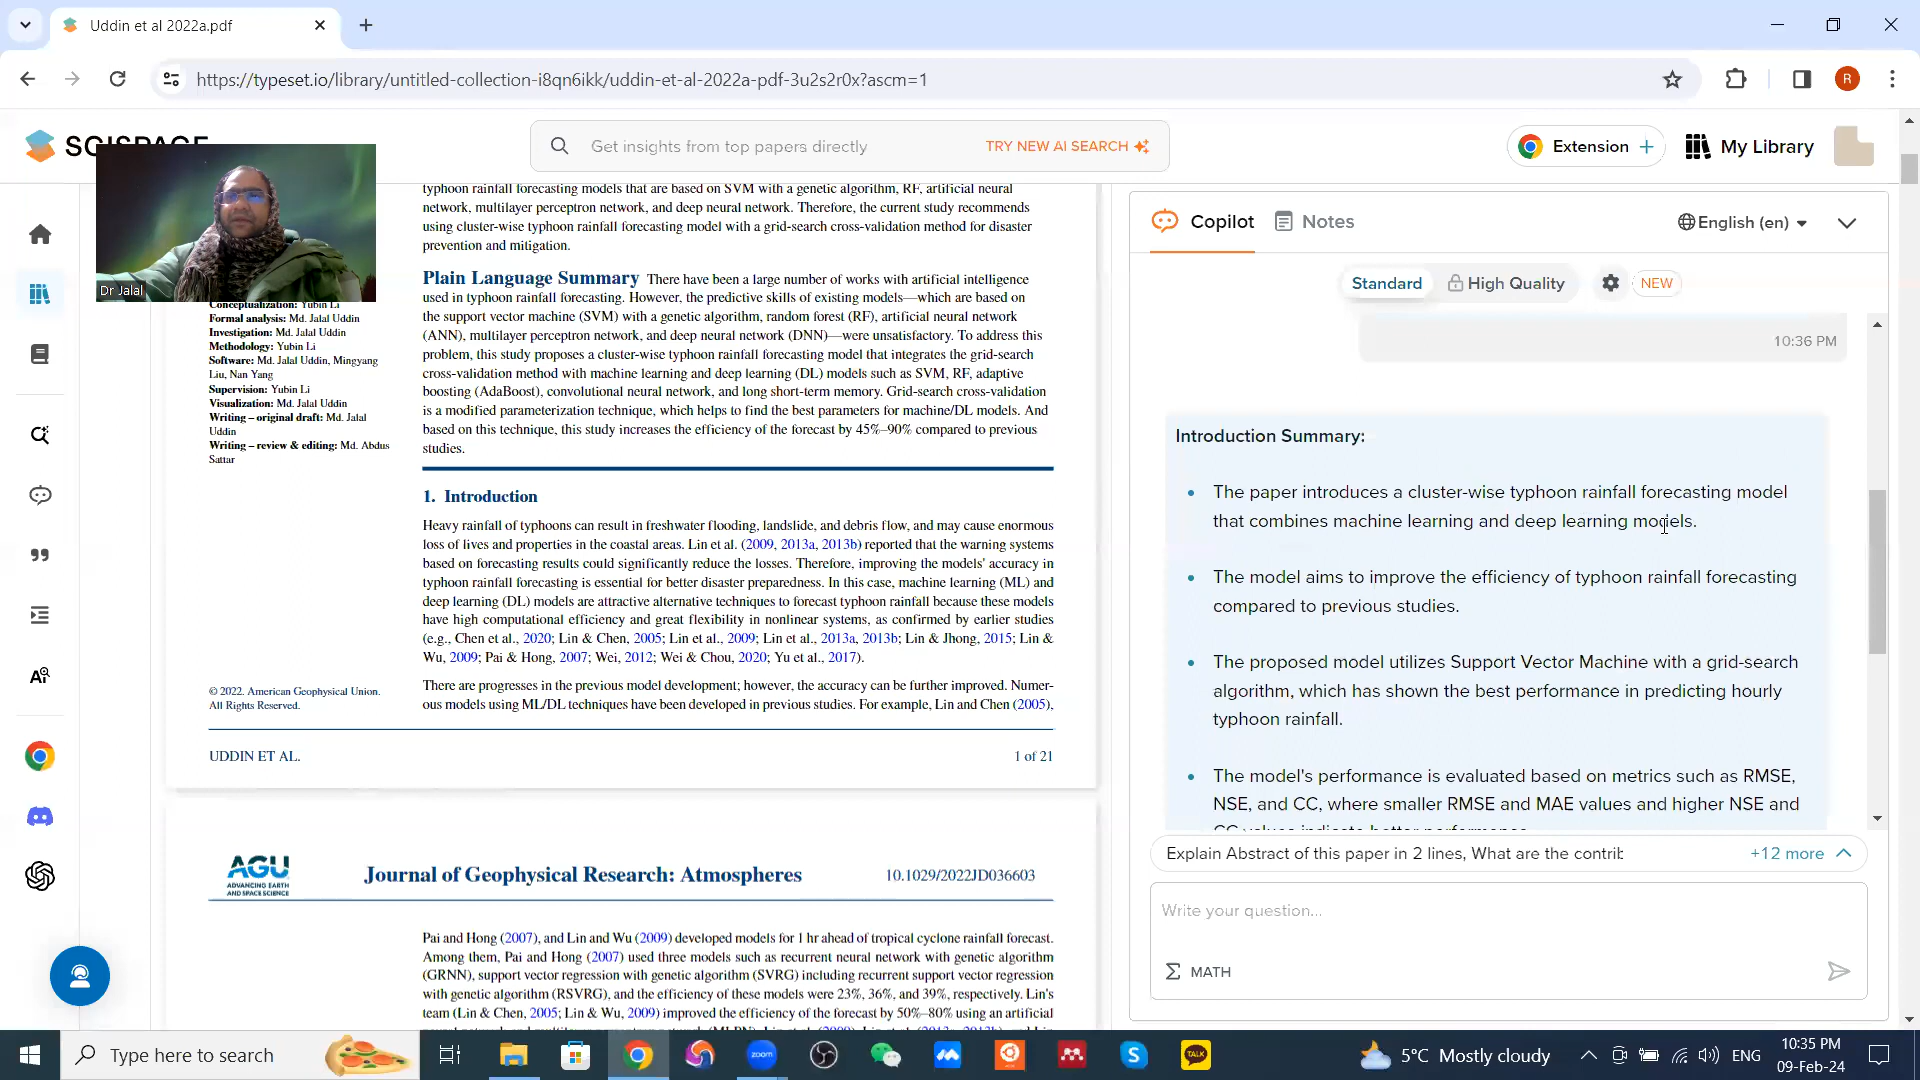 Uddin et al 2022a.pdf
https://typeset.io/library/untitled-collection-i8qn6ikk/uddin-et-al-2022a-pdf-3u2s2r0x?ascm=1
R
SCISPACE
Get insights from top papers directly
TRY NEW AI SEARCH
Extension
My Library
Dr Jalal
Conceptualization: Yubin Li
Formal analysis: Md. Jalal Uddin
Investigation: Md. Jalal Uddin
Methodology: Yubin Li
Software: Md. Jalal Uddin, Mingyang
Liu, Nan Yang
Supervision: Yubin Li
Visualization: Md. Jalal Uddin
Writing – original draft: Md. Jalal
Uddin
Writing – review & editing: Md. Abdus
Sattar
© 2022. American Geophysical Union.
All Rights Reserved.
typhoon rainfall forecasting models that are based on SVM with a genetic algorithm, RF, artificial neural
network, multilayer perceptron network, and deep neural network. Therefore, the current study recommends
using cluster-wise typhoon rainfall forecasting model with a grid-search cross-validation method for disaster
prevention and mitigation.
Plain Language Summary There have been a large number of works with artificial intelligence
used in typhoon rainfall forecasting. However, the predictive skills of existing models—which are based on
the support vector machine (SVM) with a genetic algorithm, random forest (RF), artificial neural network
(ANN), multilayer perceptron network, and deep neural network (DNN)—were unsatisfactory. To address this
problem, this study proposes a cluster-wise typhoon rainfall forecasting model that integrates the grid-search
cross-validation method with machine learning and deep learning (DL) models such as SVM, RF, adaptive
boosting (AdaBoost), convolutional neural network, and long short-term memory. Grid-search cross-validation
is a modified parameterization technique, which helps to find the best parameters for machine/DL models. And
based on this technique, this study increases the efficiency of the forecast by 45%–90% compared to previous
studies.
1. Introduction
Heavy rainfall of typhoons can result in freshwater flooding, landslide, and debris flow, and may cause enormous
loss of lives and properties in the coastal areas. Lin et al. (2009, 2013a, 2013b) reported that the warning systems
based on forecasting results could significantly reduce the losses. Therefore, improving the models' accuracy in
typhoon rainfall forecasting is essential for better disaster preparedness. In this case, machine learning (ML) and
deep learning (DL) models are attractive alternative techniques to forecast typhoon rainfall because these models
have high computational efficiency and great flexibility in nonlinear systems, as confirmed by earlier studies
(e.g., Chen et al., 2020; Lin & Chen, 2005; Lin et al., 2009; Lin et al., 2013a, 2013b; Lin & Jhong, 2015; Lin &
Wu, 2009; Pai & Hong, 2007; Wei, 2012; Wei & Chou, 2020; Yu et al., 2017).
There are progresses in the previous model development; however, the accuracy can be further improved. Numer-
ous models using ML/DL techniques have been developed in previous studies. For example, Lin and Chen (2005),
UDDIN ET AL.
1 of 21
AGU
ADVANCING EARTH
AND SPACE SCIENCE
Journal of Geophysical Research: Atmospheres
10.1029/2022JD036603
Pai and Hong (2007), and Lin and Wu (2009) developed models for 1 hr ahead of tropical cyclone rainfall forecast.
Among them, Pai and Hong (2007) used three models such as recurrent neural network with genetic algorithm
(GRNN), support vector regression with genetic algorithm (SVRG) including recurrent support vector regression
with genetic algorithm (RSVRG), and the efficiency of these models were 23%, 36%, and 39%, respectively. Lin's
team (Lin & Chen, 2005; Lin & Wu, 2009) improved the efficiency of the forecast by 50%–80% using an artificial
Copilot
Notes
English (en)
Standard
High Quality
NEW
10:36 PM
Introduction Summary:
• The paper introduces a cluster-wise typhoon rainfall forecasting model
that combines machine learning and deep learning models.
• The model aims to improve the efficiency of typhoon rainfall forecasting
compared to previous studies.
• The proposed model utilizes Support Vector Machine with a grid-search
algorithm, which has shown the best performance in predicting hourly
typhoon rainfall.
• The model's performance is evaluated based on metrics such as RMSE,
NSE, and CC, where smaller RMSE and MAE values and higher NSE and
CC values indicate better performance.
Explain Abstract of this paper in 2 lines, What are the contrib
+12 more
Write your question...
Σ MATH
Type here to search
zoom
TALK
5°C Mostly cloudy
ENG
10:35 PM
09-Feb-24